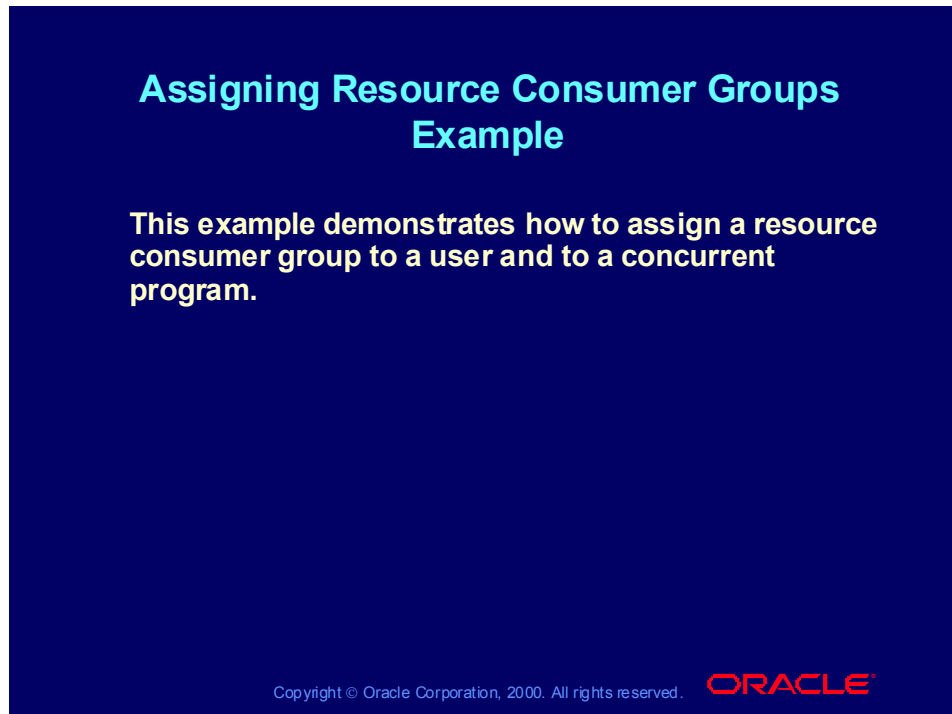 Assigning Resource Consumer Groups
Example
This example demonstrates how to assign a resource
consumer group to a user and to a concurrent
program.
Copyright © Oracle Corporation, 2000. All rights reserved.
ORACLE®